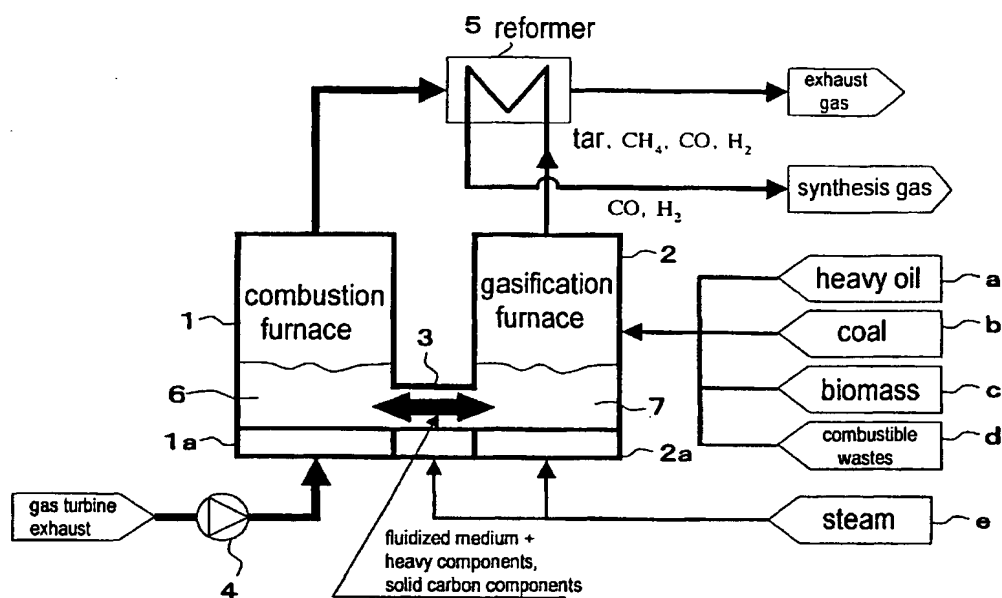 5 reformer
exhaust
gas
tar, CH₄, CO, H₂
synthesis gas
CO, H₂
2
combustion
furnace
gasification
furnace
heavy oil
a
1
3
coal
b
6
7
biomass
c
1a
2a
combustible
wastes
d
gas turbine
exhaust
4
fluidized medium +
heavy components,
solid carbon components
steam
e